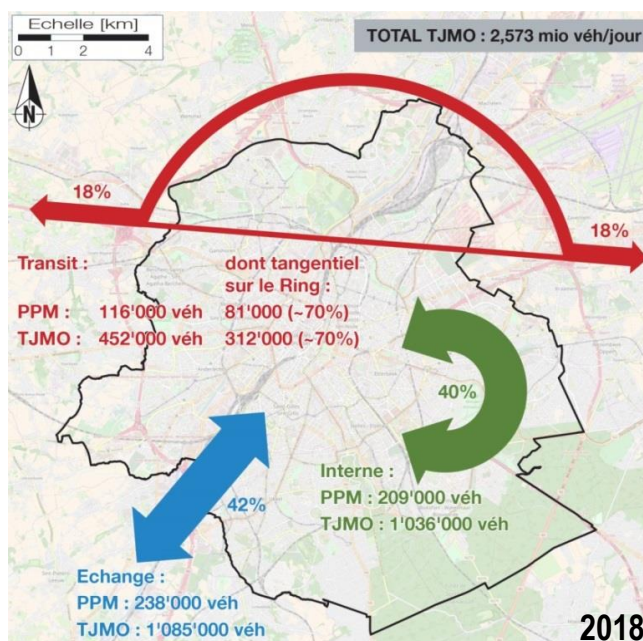 Echelle [km]
0 1 2 4
TOTAL TJMO : 2,573 mio véh/jour
N
18%
18%
Transit :
dont tangentiel
sur le Ring :
PPM : 116'000 véh 81'000 (~70%)
TJMO : 452'000 véh 312'000 (~70%)
40%
Interne :
PPM : 209'000 véh
TJMO : 1'036'000 véh
42%
Echange :
PPM : 238'000 véh
TJMO : 1'085'000 véh
2018